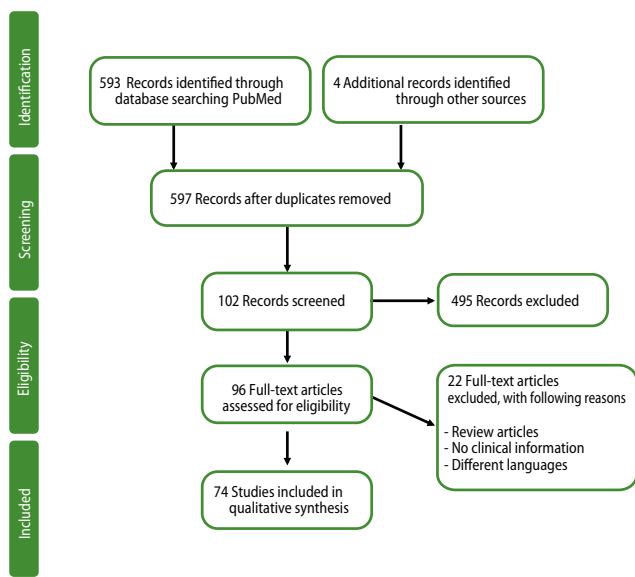 Identification
593 Records identified through
database searching PubMed
4 Additional records identified
through other sources
Screening
597 Records after duplicates removed
102 Records screened
495 Records excluded
Eligibility
96 Full-text articles
assessed for eligibility
22 Full-text articles
excluded, with following reasons
- Review articles
- No clinical information
- Different languages
Included
74 Studies included in
qualitative synthesis